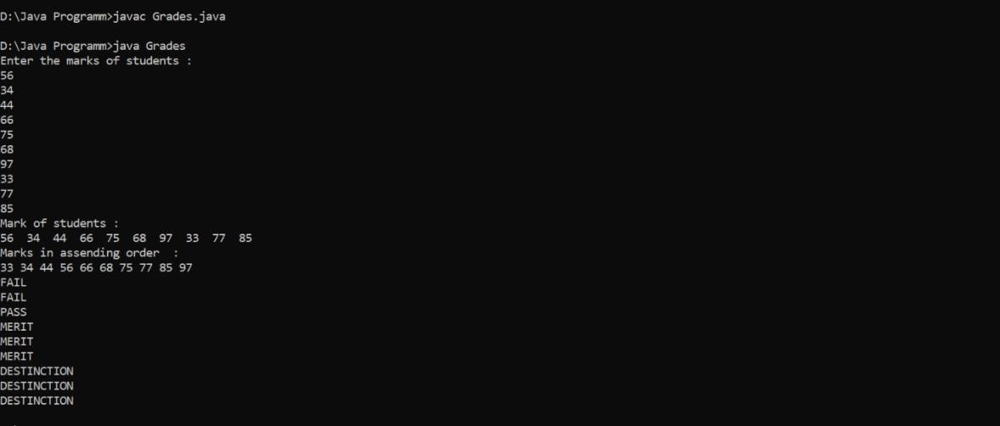 D:\Java Programm>javac Grades.java
D:\Java Programm>java Grades
Enter the marks of students :
56
34
44
66
75
68
97
33
77
85
Mark of students :
56  34  44  66  75  68  97  33  77  85
Marks in assending order  :
33 34 44 56 66 68 75 77 85 97
FAIL
FAIL
PASS
MERIT
MERIT
MERIT
DESTINCTION
DESTINCTION
DESTINCTION